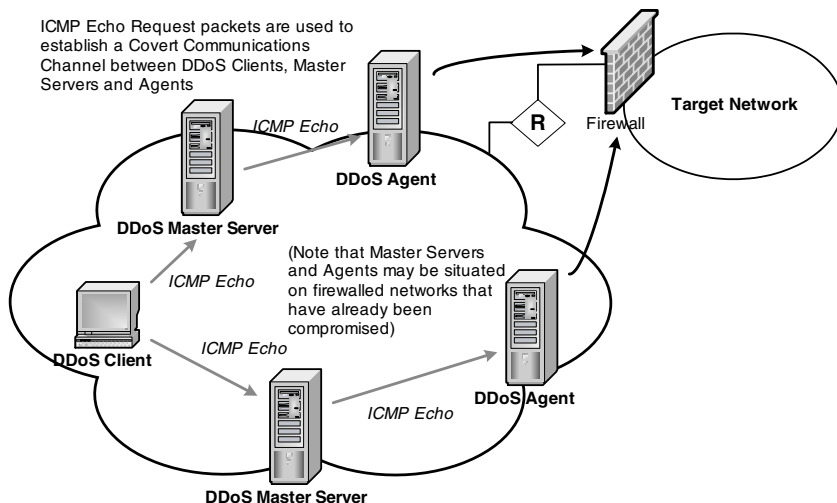 ICMP Echo Request packets are used to
establish a Covert Communications
Channel between DDoS Clients, Master
Servers and Agents
ICMP Echo
DDoS Agent
R
Firewall
Target Network
DDoS Master Server
ICMP Echo
(Note that Master Servers
and Agents may be situated
on firewalled networks that
have already been
compromised)
DDoS Client
ICMP Echo
ICMP Echo
DDoS Agent
DDoS Master Server